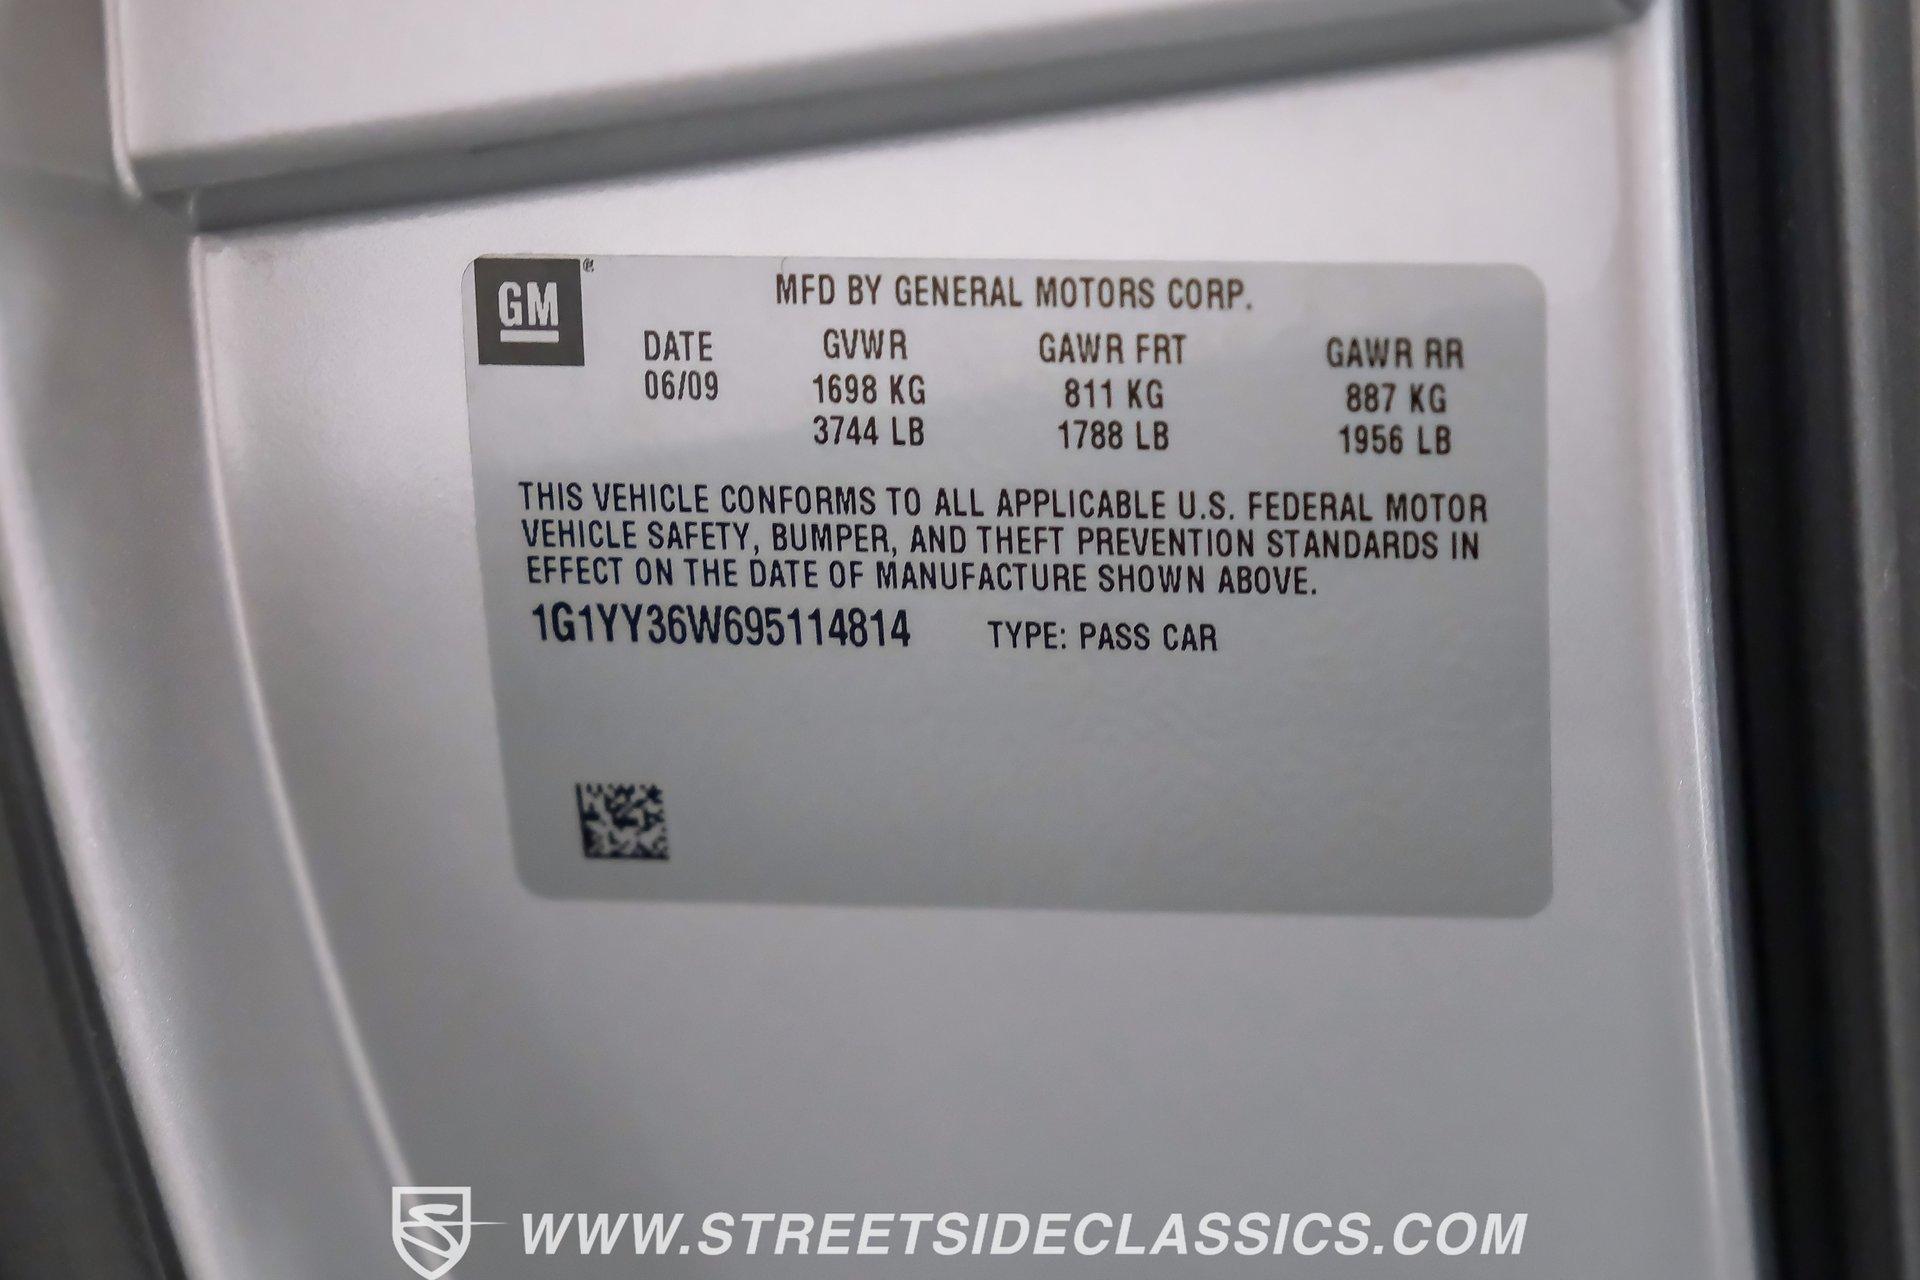 GM®
MFD BY GENERAL MOTORS CORP.
DATE GVWR GAWR FRT GAWR RR
06/09 1698 KG 811 KG 887 KG
3744 LB 1788 LB 1956 LB
THIS VEHICLE CONFORMS TO ALL APPLICABLE U.S. FEDERAL MOTOR
VEHICLE SAFETY, BUMPER, AND THEFT PREVENTION STANDARDS IN
EFFECT ON THE DATE OF MANUFACTURE SHOWN ABOVE.
1G1YY36W695114814 TYPE: PASS CAR
WWW.STREETSIDECLASSICS.COM